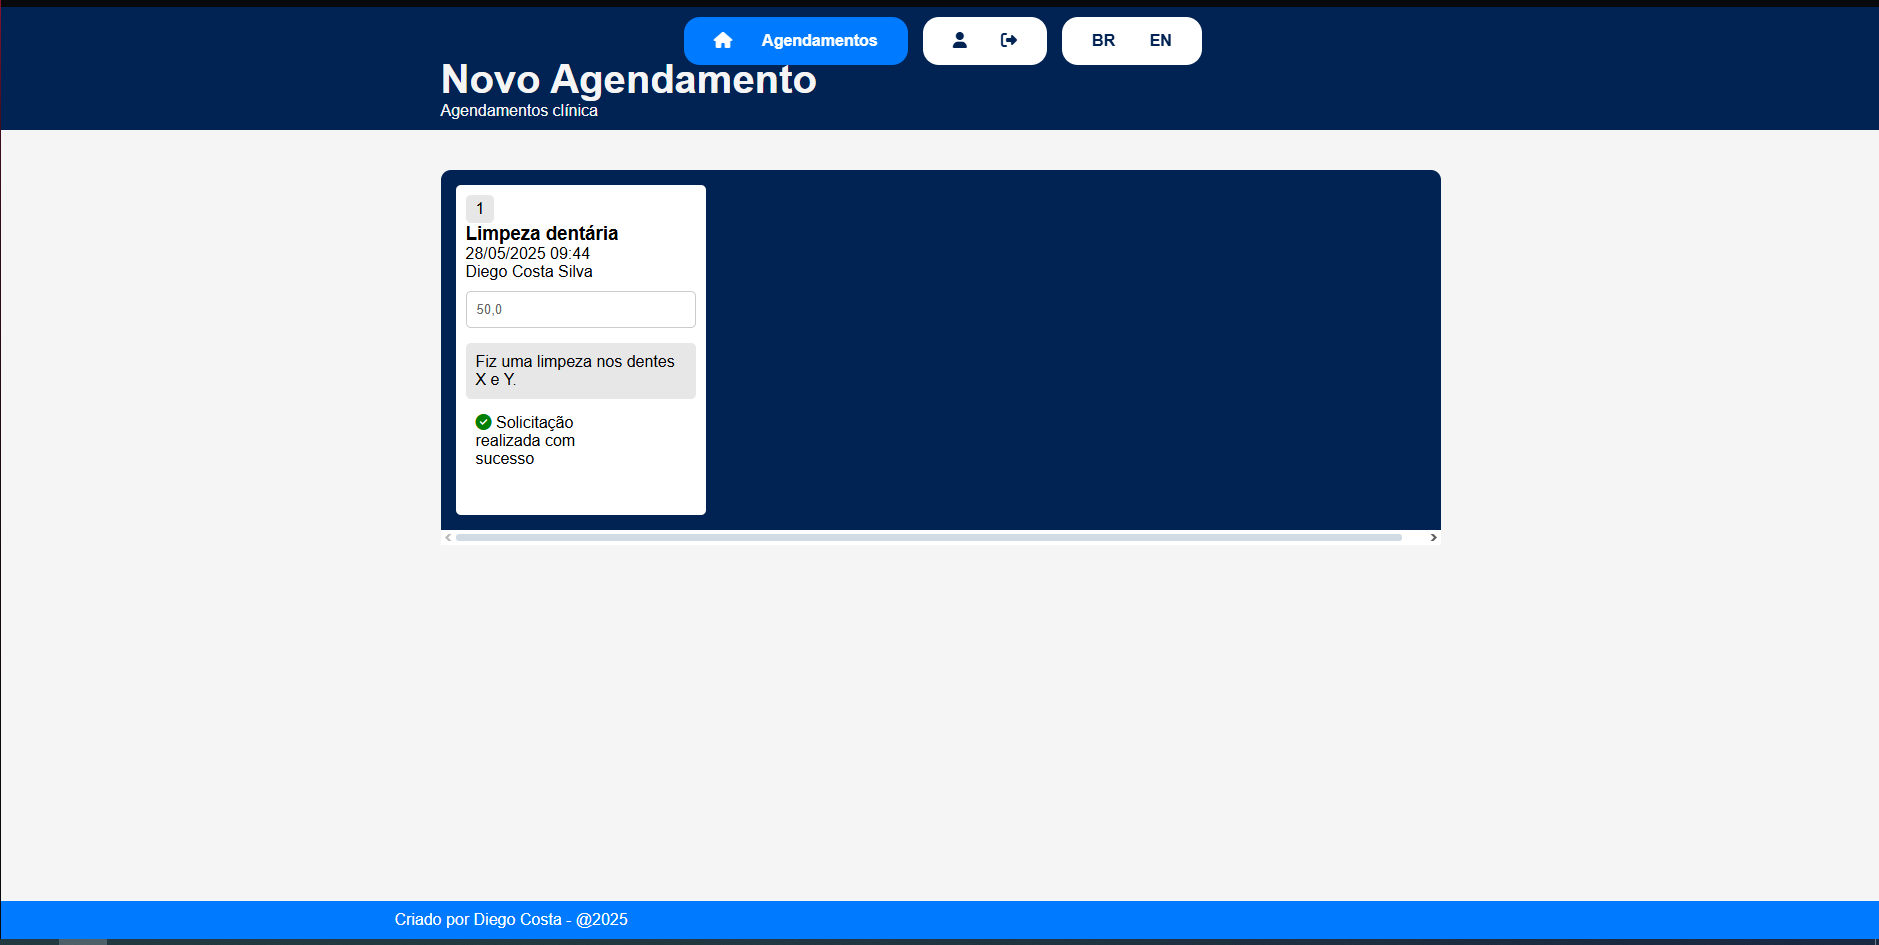 Agendamentos
BR EN
Novo Agendamento
Agendamentos clínica
1
Limpeza dentária
28/05/2025 09:44
Diego Costa Silva
50,0
Fiz uma limpeza nos dentes
X e Y.
Solicitação
realizada com
sucesso
Criado por Diego Costa - @2025